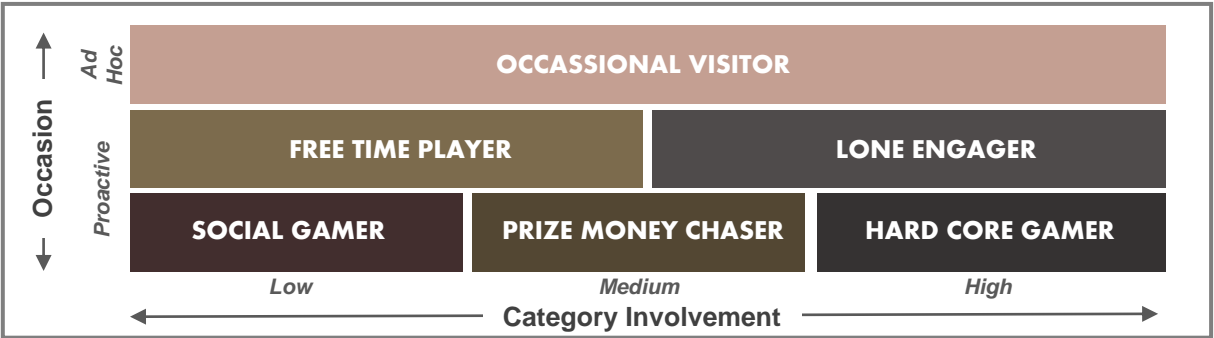 Occasion
Ad
Hoc
Proactive
OCCASSIONAL VISITOR
FREE TIME PLAYER
LONE ENGAGER
SOCIAL GAMER
PRIZE MONEY CHASER
HARD CORE GAMER
Low
Medium
High
Category Involvement